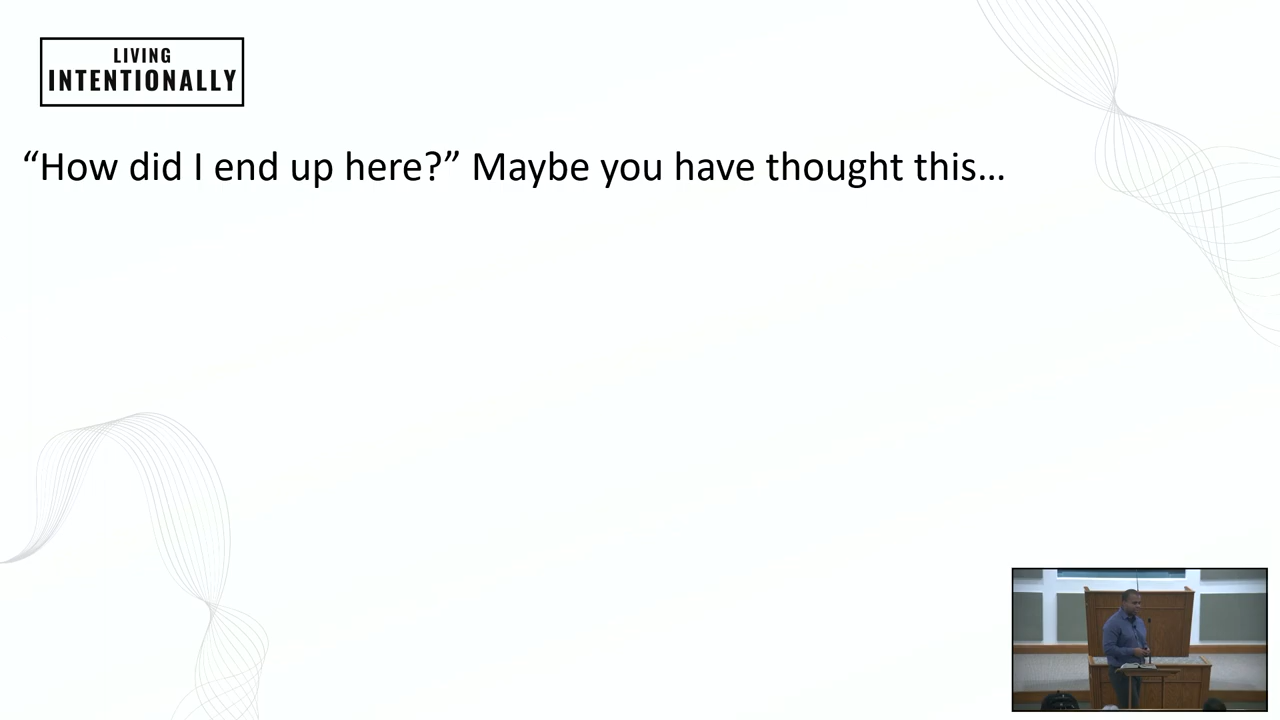 LIVING
INTENTIONALLY
“How did I end up here?” Maybe you have thought this…